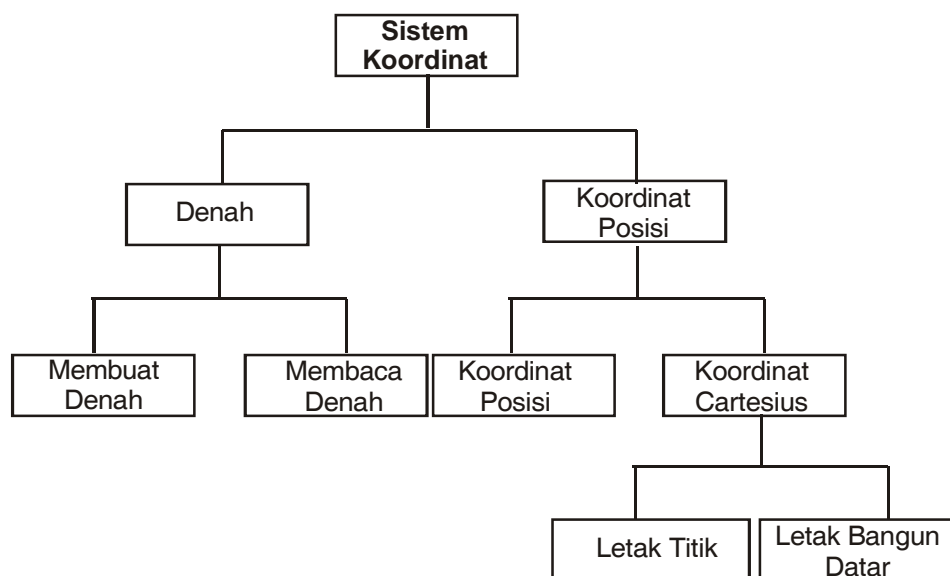 Sistem
Koordinat
Denah
Koordinat
Posisi
Membuat
Denah
Membaca
Denah
Koordinat
Posisi
Koordinat
Cartesius
Letak Titik
Letak Bangun
Datar